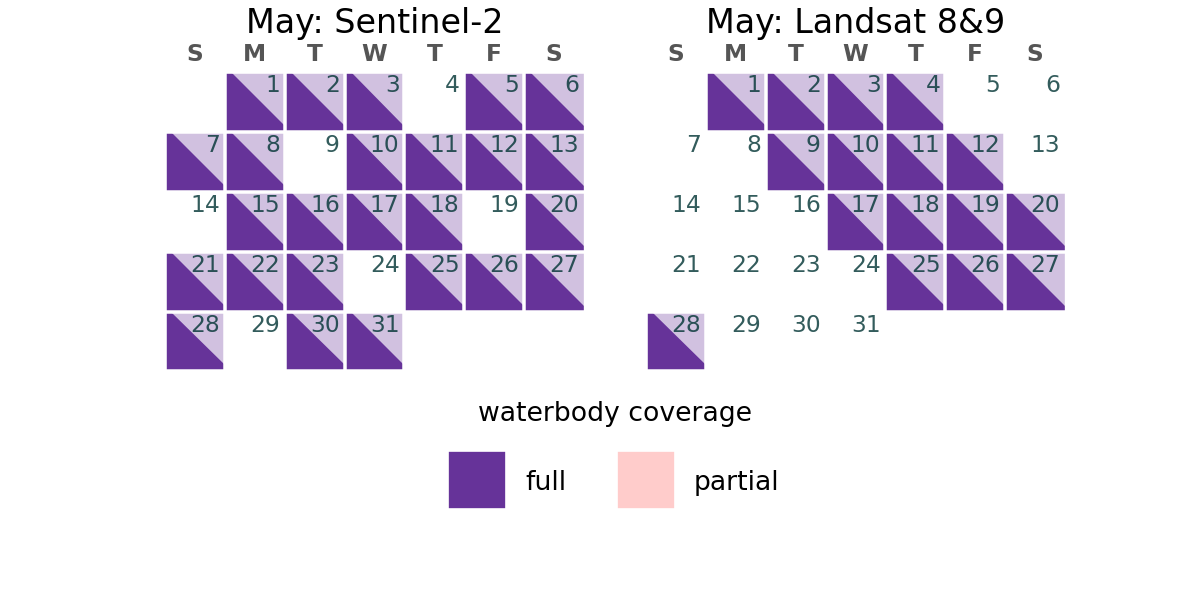 May: Sentinel-2
S M T W T F S
1 2 3 4 5 6
7 8 9 10 11 12 13
14 15 16 17 18 19 20
21 22 23 24 25 26 27
28 29 30 31
May: Landsat 8&9
S M T W T F S
1 2 3 4 5 6
7 8 9 10 11 12 13
14 15 16 17 18 19 20
21 22 23 24 25 26 27
28 29 30 31
waterbody coverage
full partial